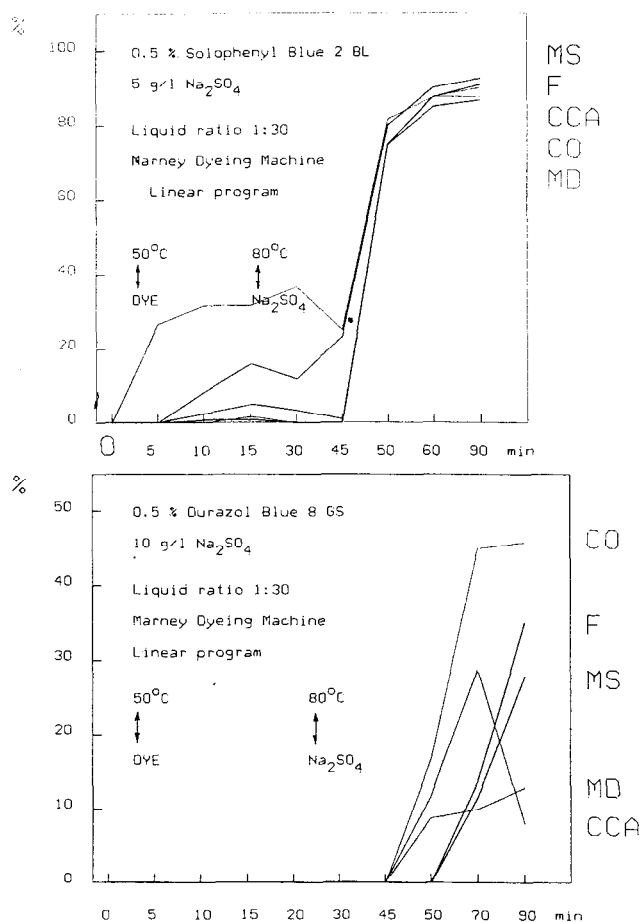 %
100
80
60
40
20
0
0.5 % Solophenyl Blue 2 BL
5 g/l Na₂SO₄
Liquid ratio 1:30
Marney Dyeing Machine
Linear program
50°C
80°C
DYE
Na₂SO₄
MS
F
CCA
CO
MD
0 5 10 15 30 45 50 60 90 min
%
50
40
30
20
10
0
0.5 % Durazol Blue 8 GS
10 g/l Na₂SO₄
Liquid ratio 1:30
Marney Dyeing Machine
Linear program
50°C
80°C
DYE
Na₂SO₄
CO
F
MS
MD
CCA
0 5 10 15 30 45 60 70 90 min